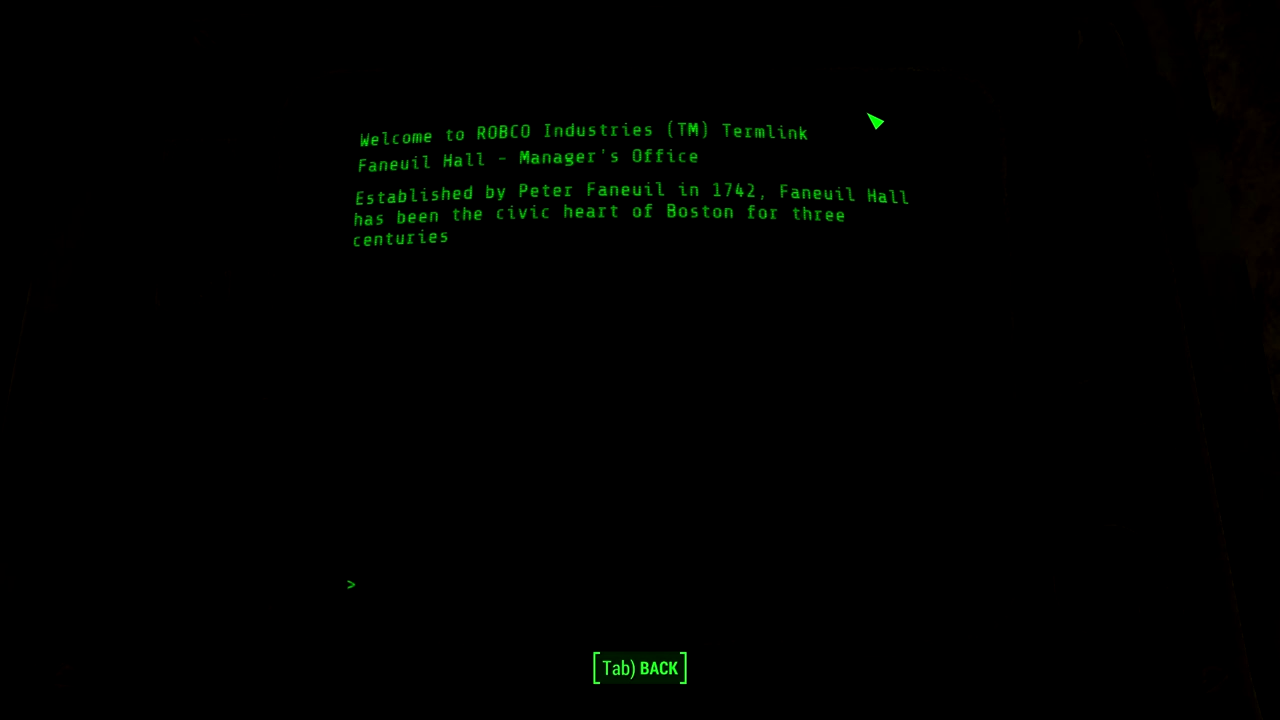 Welcome to ROBCO Industries (TM) Termlink
Faneuil Hall - Manager's Office
Established by Peter Faneuil in 1742, Faneuil Hall
has been the civic heart of Boston for three
centuries
>
[Tab) BACK]